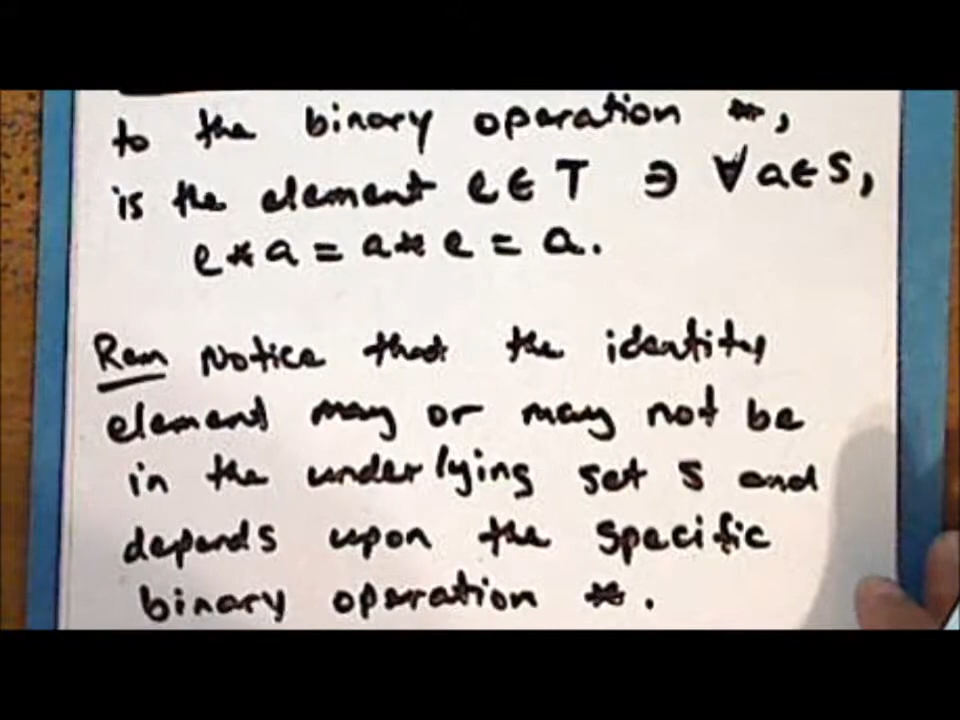 to the binary operation *,
is the element e ∈ T ∋ ∀ a ∈ S,
e * a = a * e = a.
Rem Notice that the identity
element may or may not be
in the underlying set S and
depends upon the specific
binary operation *.